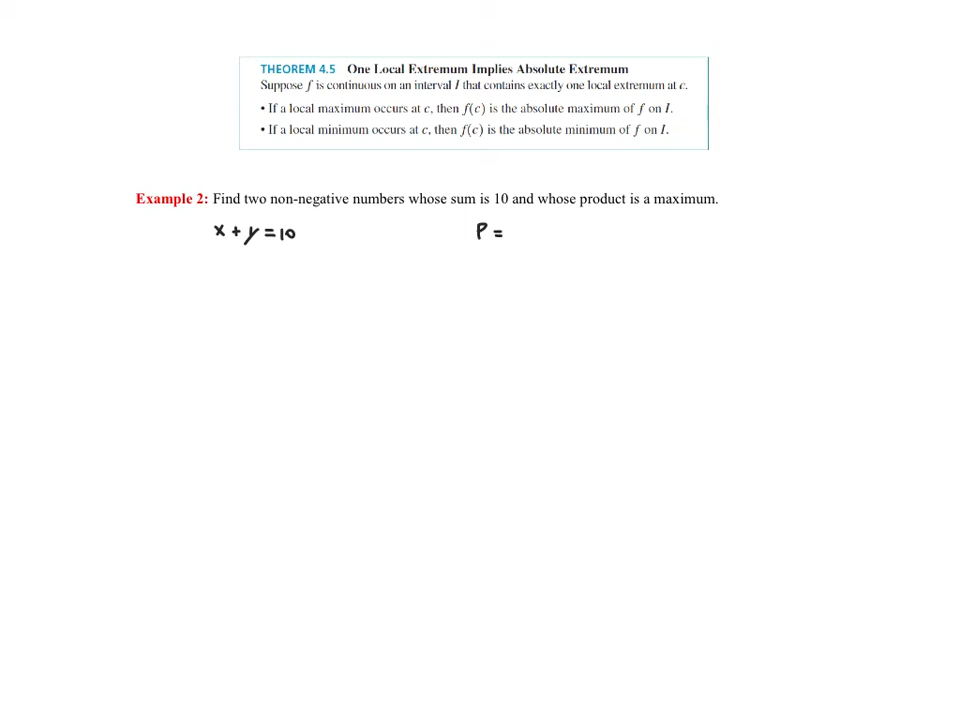 THEOREM 4.5 One Local Extremum Implies Absolute Extremum
Suppose f is continuous on an interval I that contains exactly one local extremum at c.
• If a local maximum occurs at c, then f(c) is the absolute maximum of f on I.
• If a local minimum occurs at c, then f(c) is the absolute minimum of f on I.
Example 2: Find two non-negative numbers whose sum is 10 and whose product is a maximum.
x + y = 10 P =